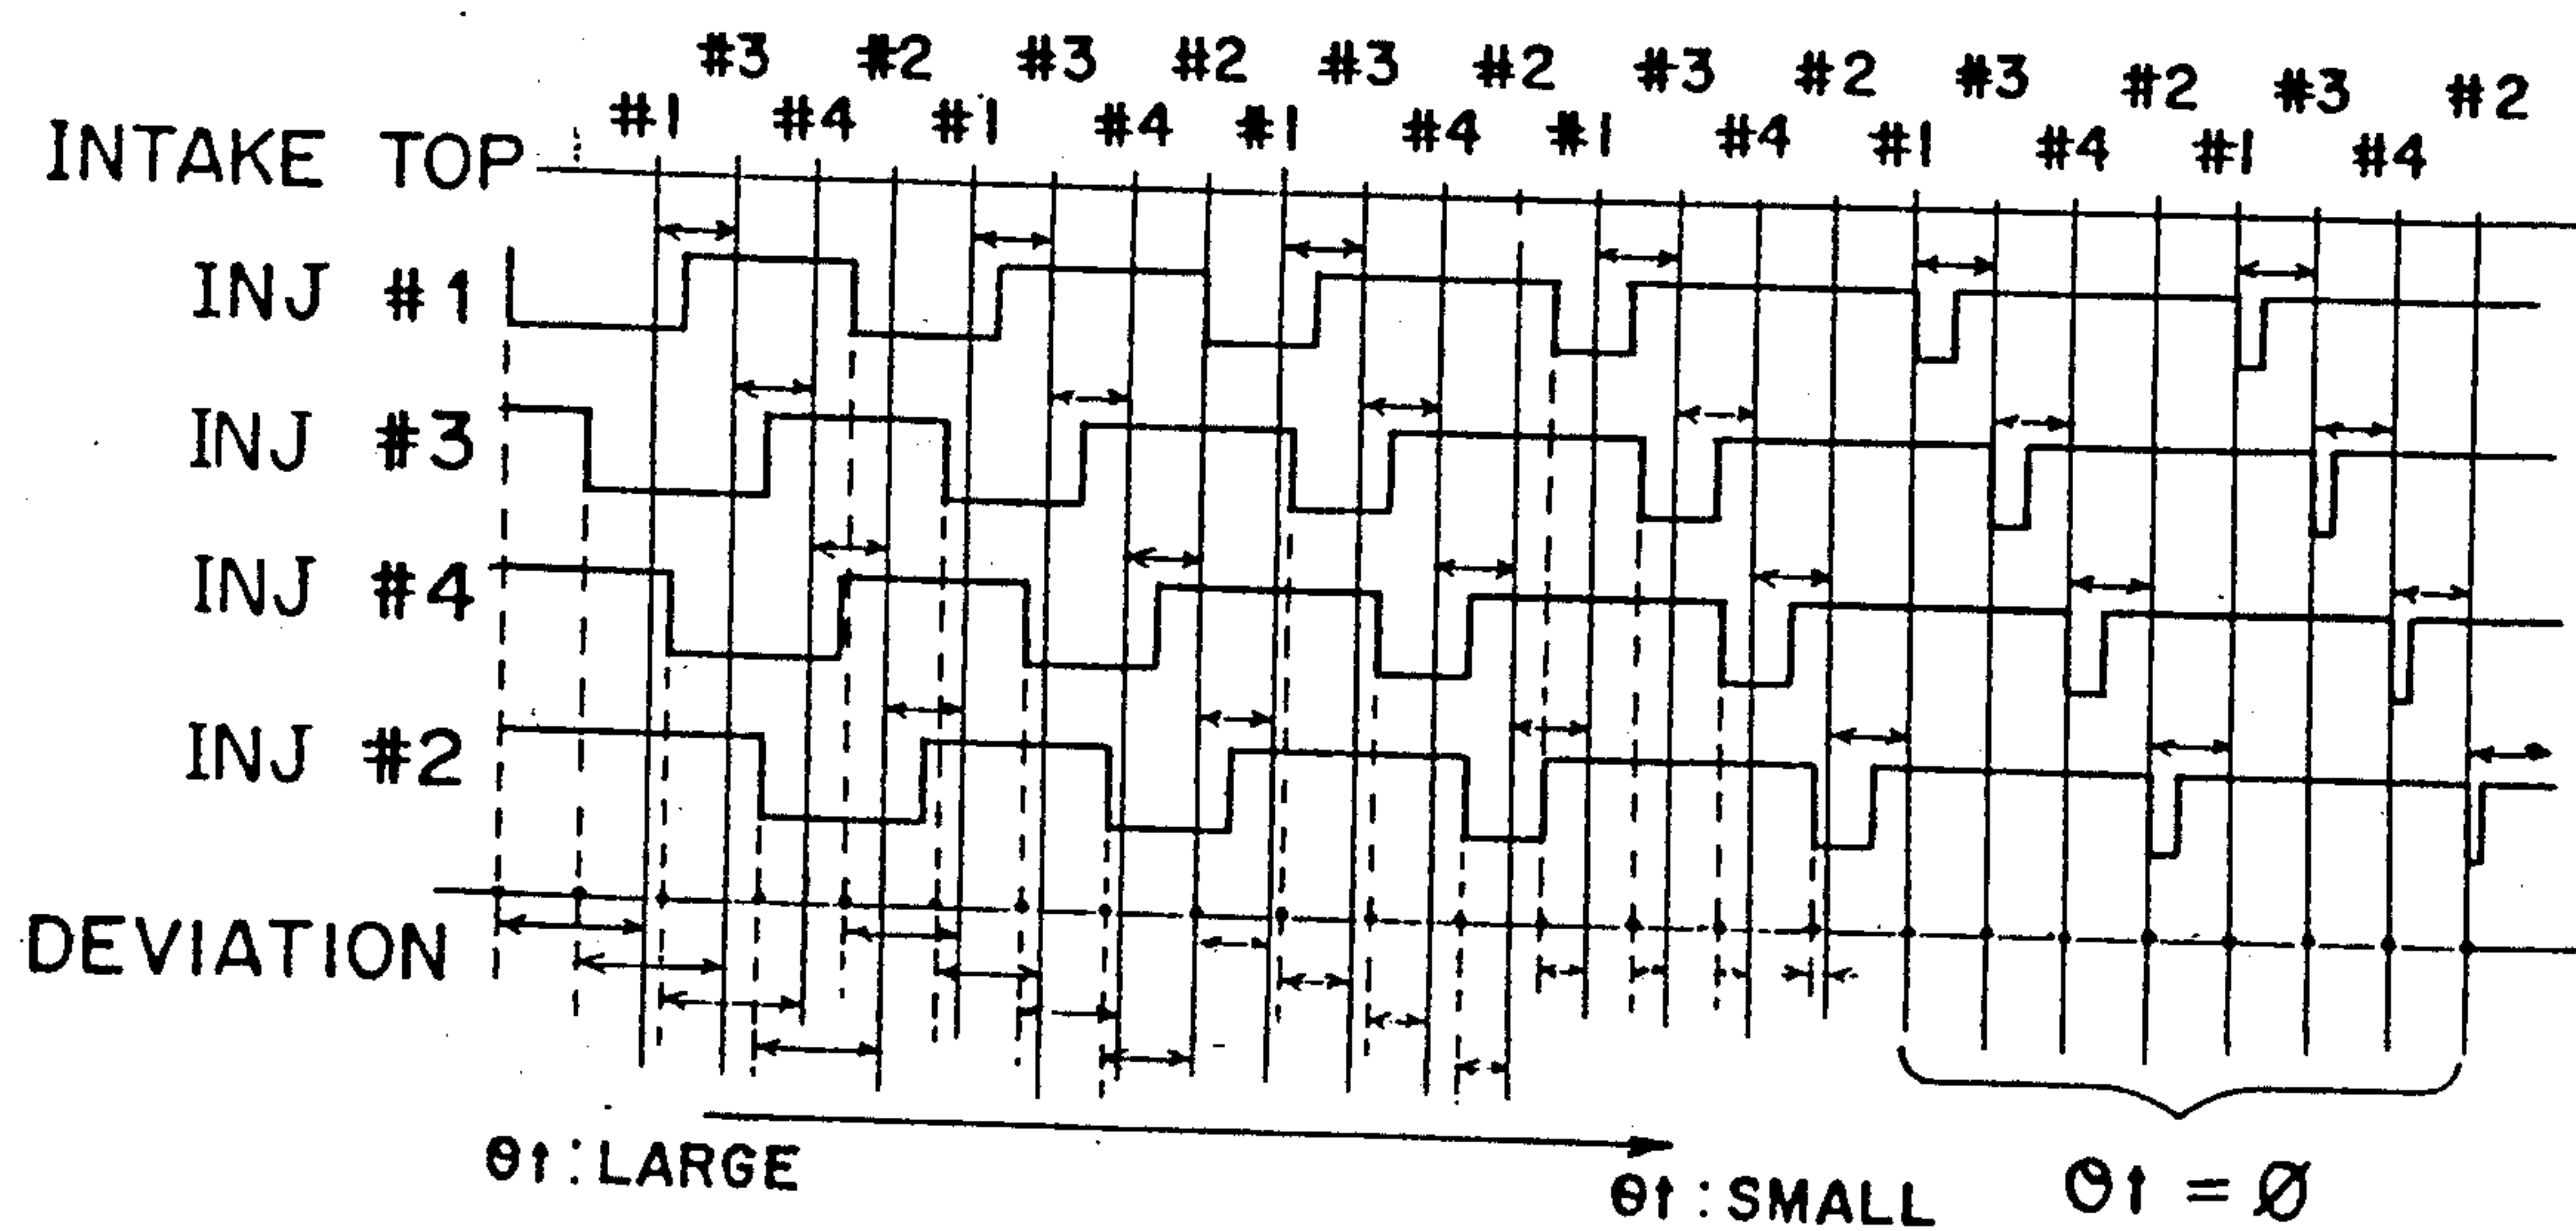 #3 #2 #3 #2 #3 #2 #3 #2 #3 #2 #3 #2
#1 #4 #1 #4 #1 #4 #1 #4 #1 #4 #1 #4
INTAKE TOP
INJ #1
INJ #3
INJ #4
INJ #2
DEVIATION
θt : LARGE
θt : SMALL
θt = Ø